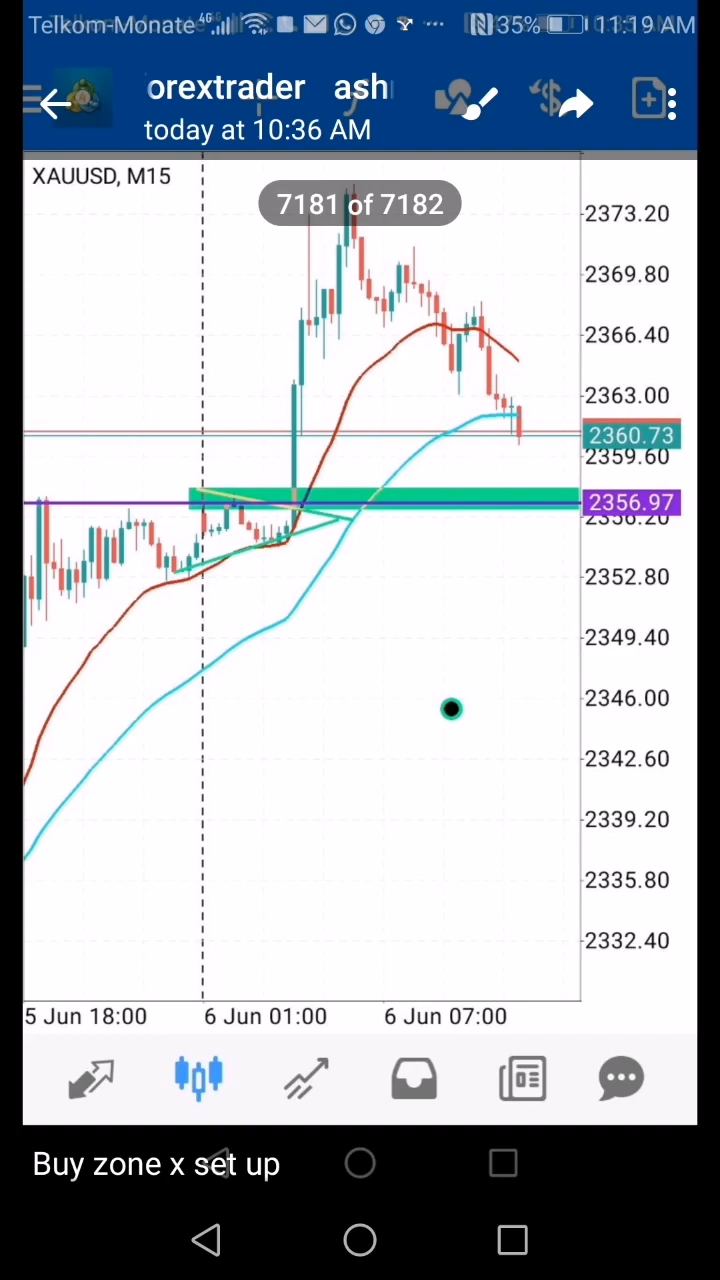 Telkom-Monate 4G 35% 11:19 AM
orextrader ash
today at 10:36 AM
XAUUSD, M15
7181 of 7182
2373.20
2369.80
2366.40
2363.00
2360.73
2359.60
2356.97
2356.20
2352.80
2349.40
2346.00
2342.60
2339.20
2335.80
2332.40
5 Jun 18:00 6 Jun 01:00 6 Jun 07:00
Buy zone x set up